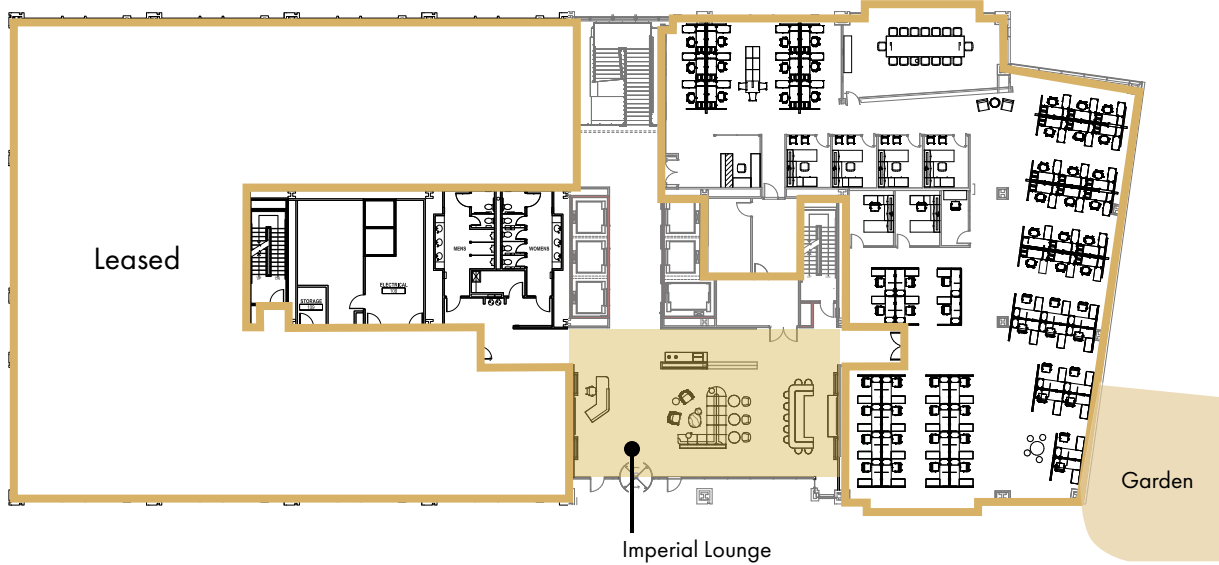 Leased
MENS
WOMENS
ELECTRICAL
STORAGE
Garden
Imperial Lounge